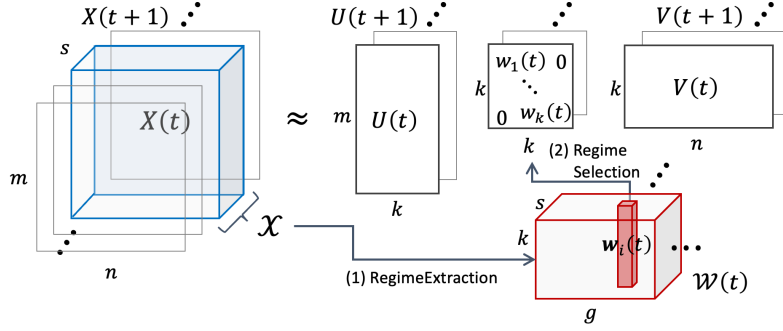 X(t+1)
U(t+1)
V(t+1)
s
w₁(t) 0
k
k
X(t)
≈
m
U(t)
V(t)
0 wₖ(t)
m
k
n
k
(2) Regime
Selection
𝒳
s
k
wᵢ(t)
(1) RegimeExtraction
n
𝒲(t)
g